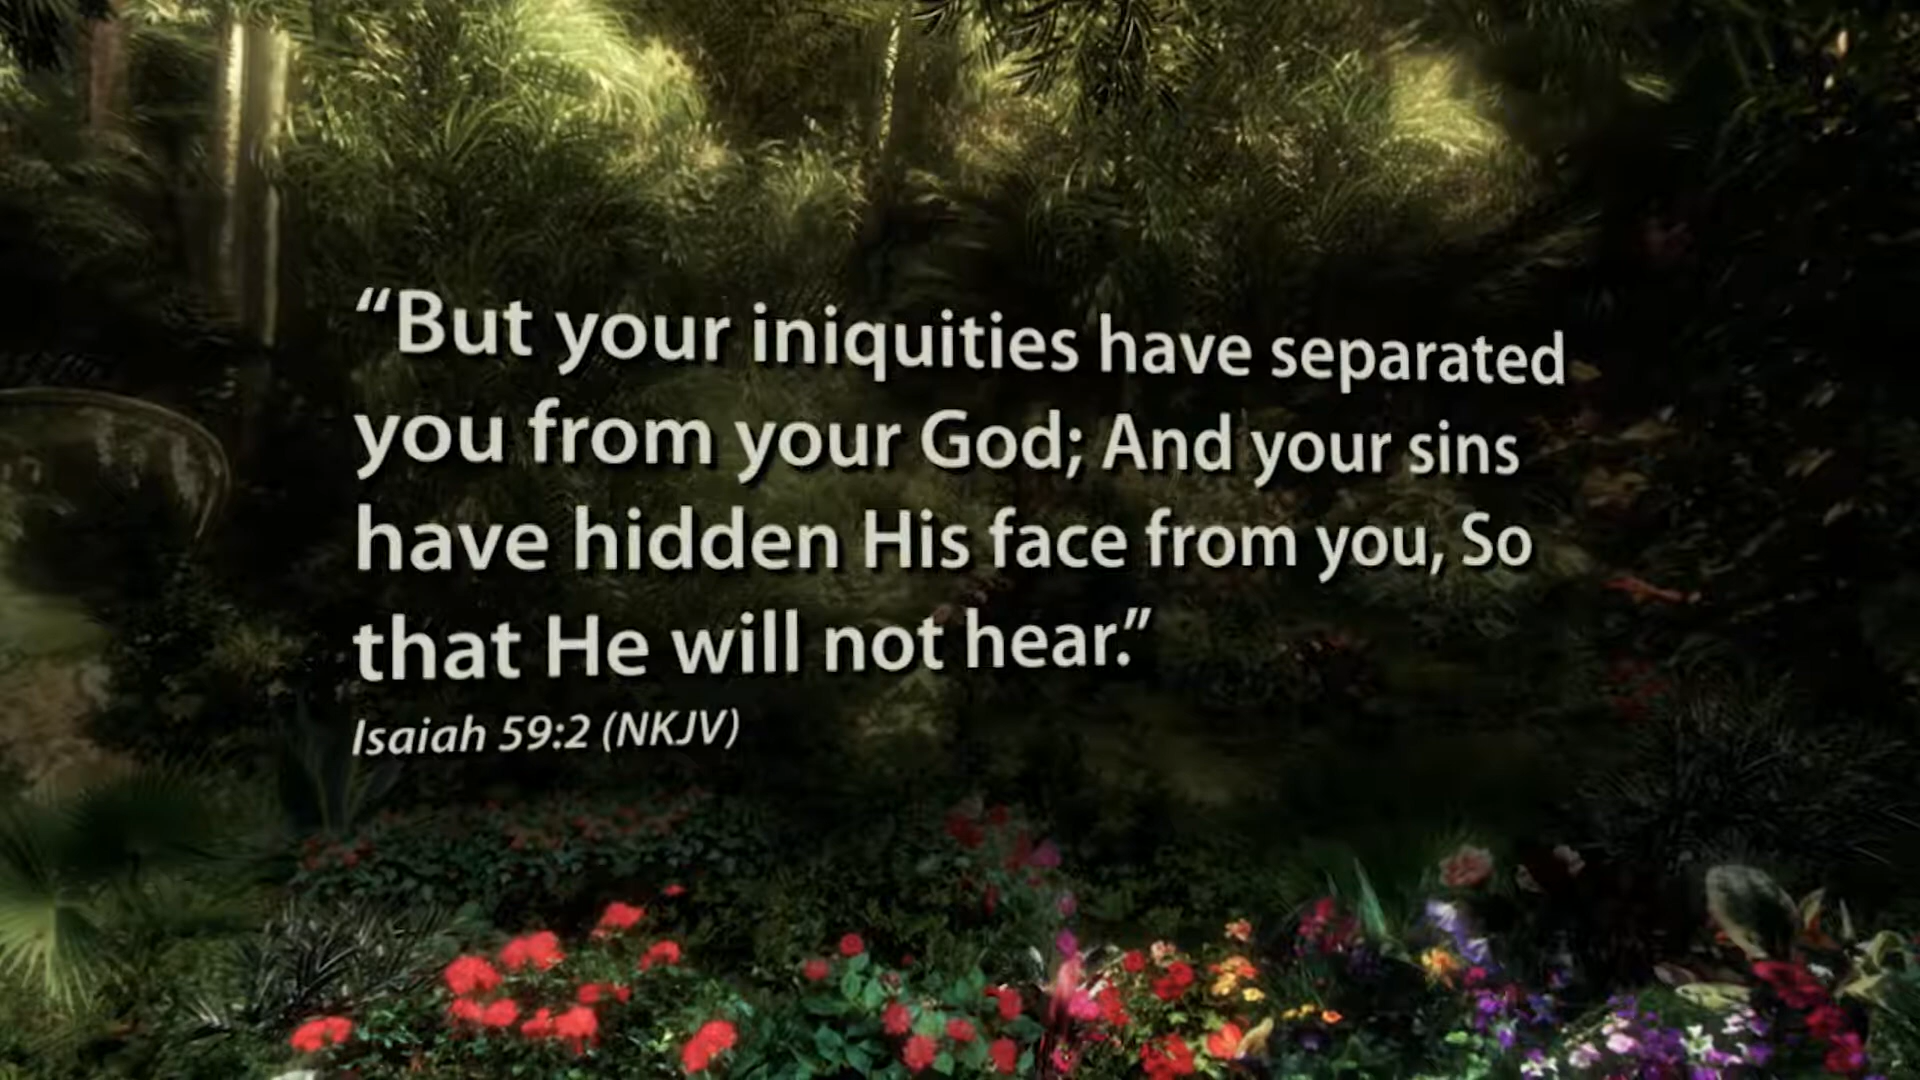 “But your iniquities have separated
you from your God; And your sins
have hidden His face from you, So
that He will not hear.”
Isaiah 59:2 (NKJV)